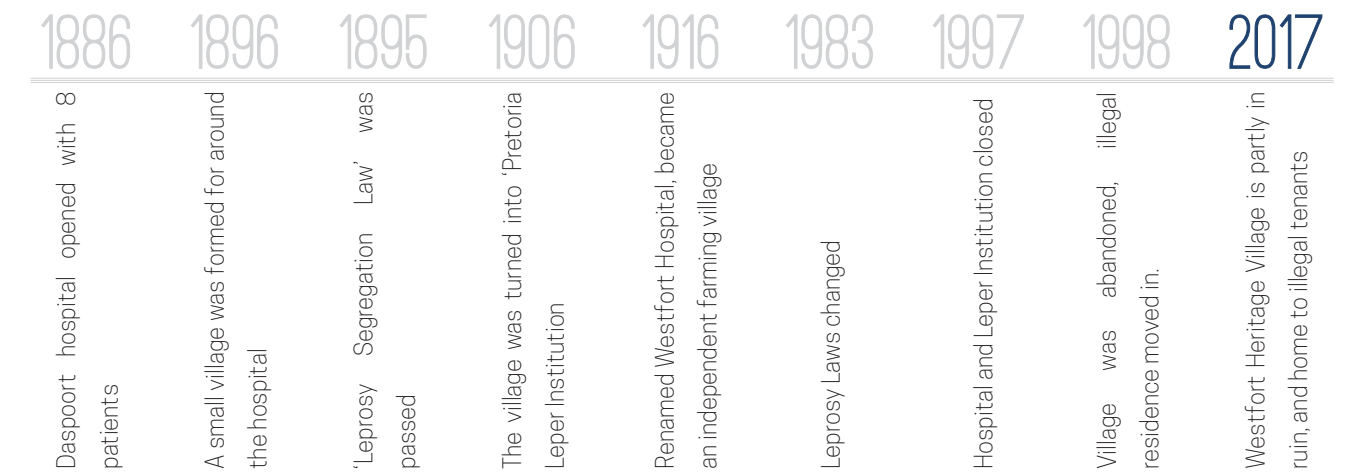 1886
Daspoort hospital opened with 8
patients
1896
A small village was formed for around
the hospital
1895
‘Leprosy Segregation Law’ was
passed
1906
The village was turned into ‘Pretoria
Leper Institution
1916
Renamed Westfort Hospital, became
an independent farming village
1983
Leprosy Laws changed
1997
Hospital and Leper Institution closed
1998
Village was abandoned, illegal
residence moved in.
2017
Westfort Heritage Village is partly in
ruin, and home to illegal tenants